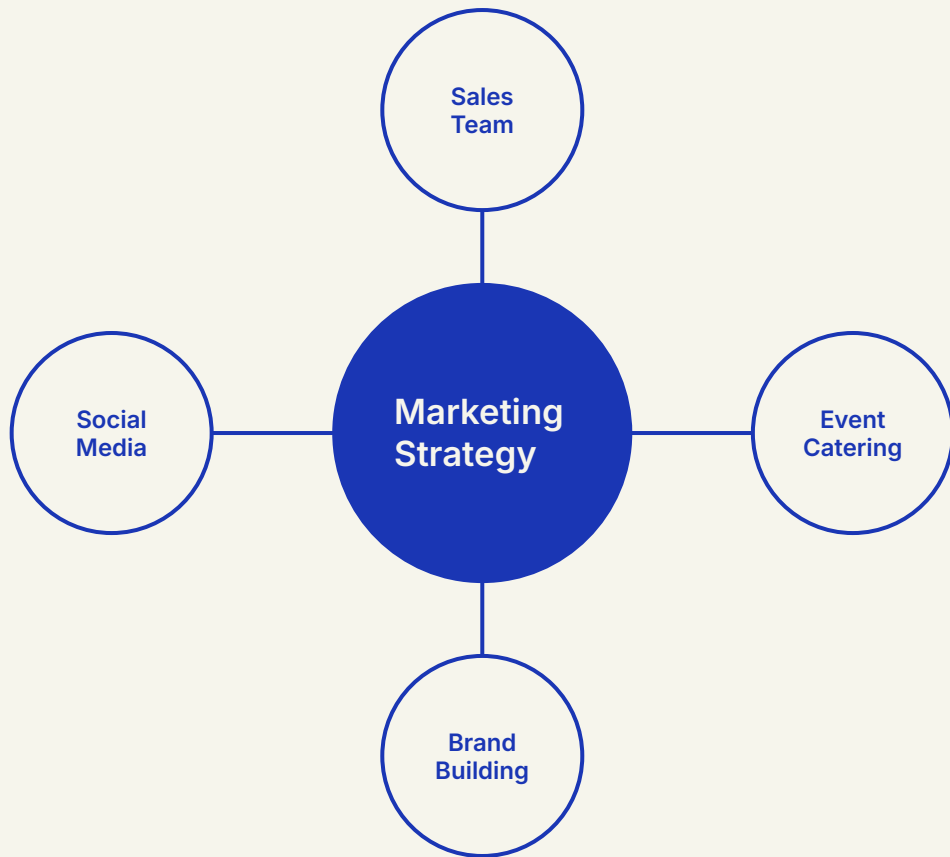 Sales
Team
Social
Media
Marketing
Strategy
Event
Catering
Brand
Building